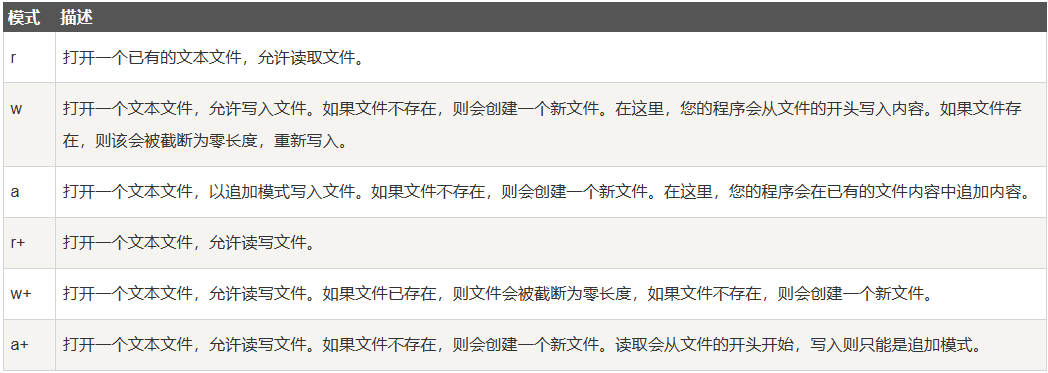 模式 描述
r 打开一个已有的文本文件，允许读取文件。
w 打开一个文本文件，允许写入文件。如果文件不存在，则会创建一个新文件。在这里，您的程序会从文件的开头写入内容。如果文件存
在，则该会被截断为零长度，重新写入。
a 打开一个文本文件，以追加模式写入文件。如果文件不存在，则会创建一个新文件。在这里，您的程序会在已有的文件内容中追加内容。
r+ 打开一个文本文件，允许读写文件。
w+ 打开一个文本文件，允许读写文件。如果文件已存在，则文件会被截断为零长度，如果文件不存在，则会创建一个新文件。
a+ 打开一个文本文件，允许读写文件。如果文件不存在，则会创建一个新文件。读取会从文件的开头开始，写入则只能是追加模式。